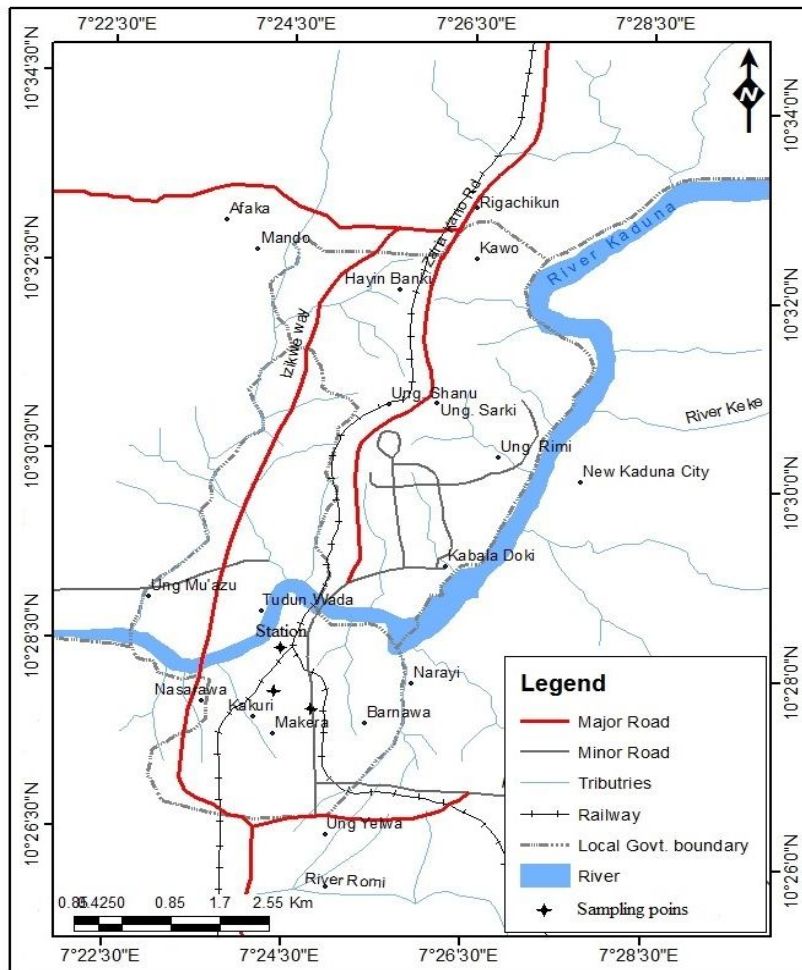 7°22'30"E 7°24'30"E 7°26'30"E 7°28'30"E
10°34'30"N
10°34'0"N
N
Zaria Kano Rd
Rigachikun
Afaka
Mando
Kawo
River Kaduna
10°32'30"N
Hayin Banki
10°32'0"N
Izikwe way
Ung. Shanu
Ung. Sarki
River Keke
10°30'30"N
Ung. Rimi
New Kaduna City
10°30'0"N
Kabala Doki
Ung Mu'azu
Tudun Wada
10°28'30"N
Station
Narayi
10°28'0"N
Nasarawa
Kakuri
Makera
Barnawa
10°26'30"N
Ung Yelwa
River Romi
10°26'0"N
Legend
Major Road
Minor Road
Tributries
Railway
Local Govt. boundary
River
Sampling poins
0.85 0.4250 0.85 1.7 2.55 Km
7°22'30"E 7°24'30"E 7°26'30"E 7°28'30"E